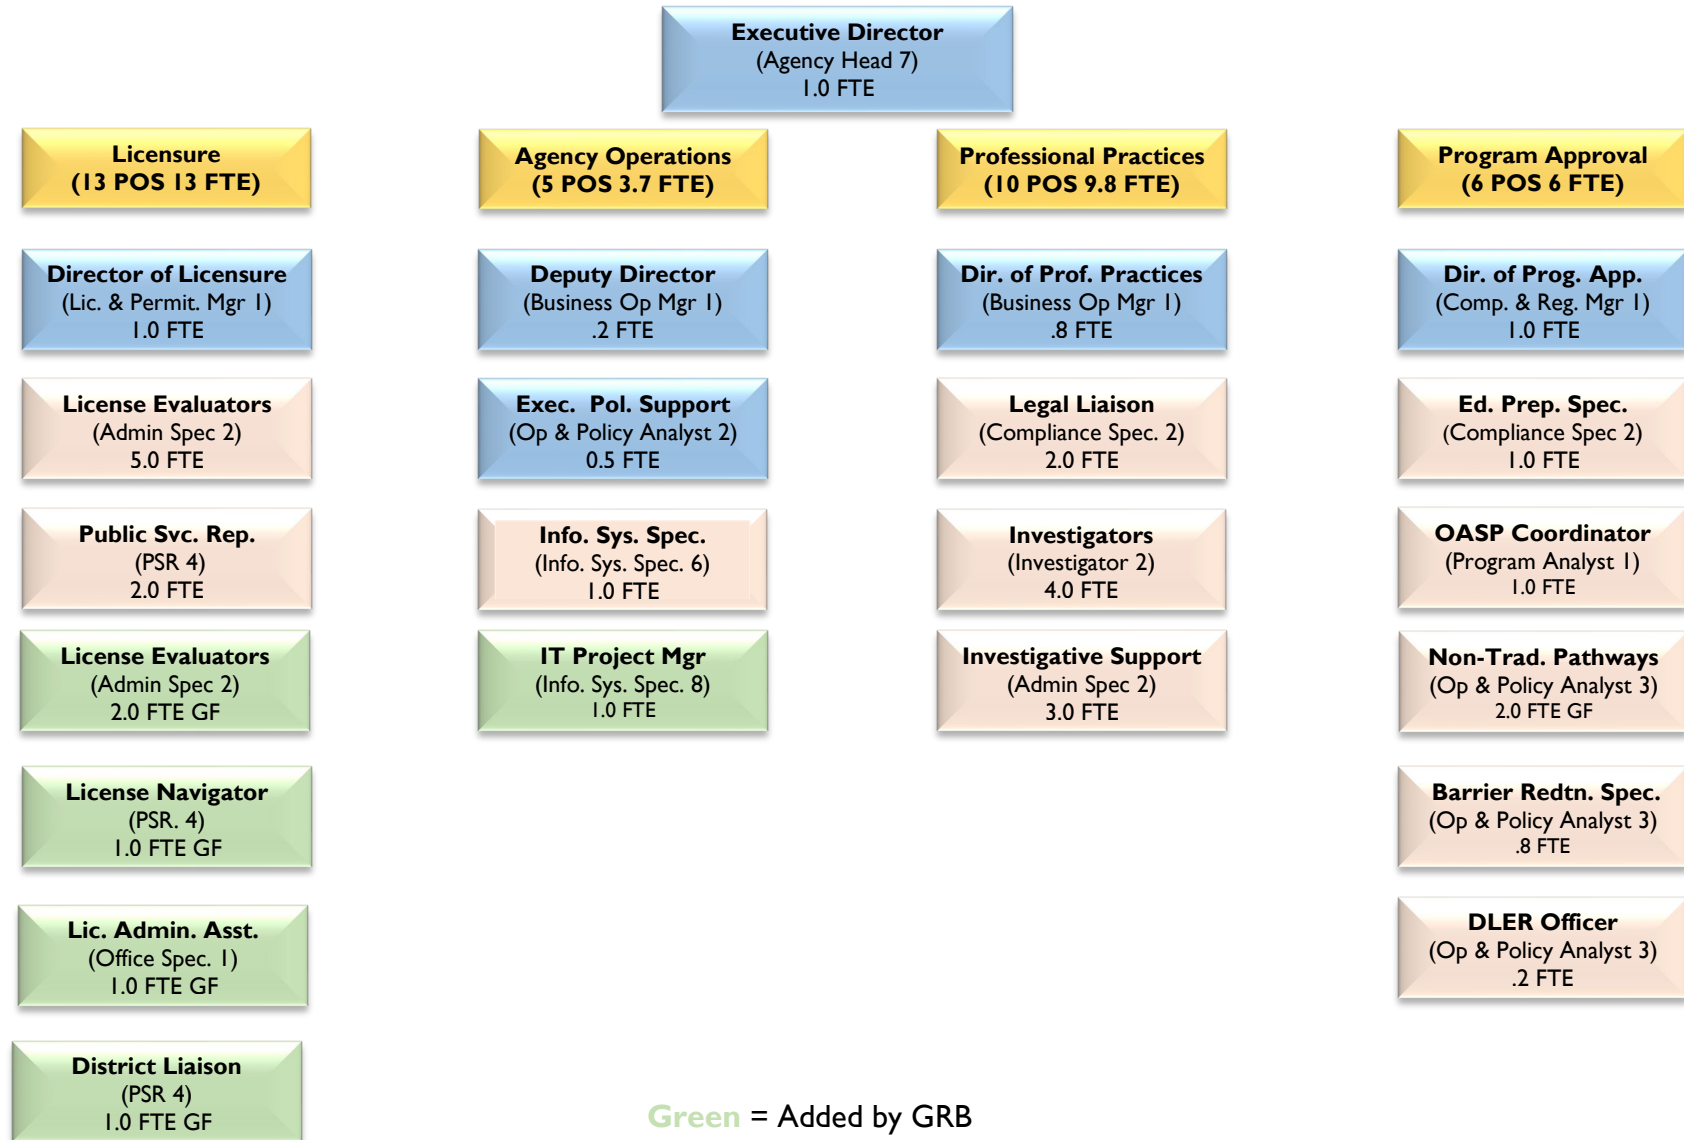 Executive Director
(Agency Head 7)
1.0 FTE
Licensure
(13 POS 13 FTE)
Director of Licensure
(Lic. & Permit. Mgr 1)
1.0 FTE
License Evaluators
(Admin Spec 2)
5.0 FTE
Public Svc. Rep.
(PSR 4)
2.0 FTE
License Evaluators
(Admin Spec 2)
2.0 FTE GF
License Navigator
(PSR. 4)
1.0 FTE GF
Lic. Admin. Asst.
(Office Spec. 1)
1.0 FTE GF
District Liaison
(PSR 4)
1.0 FTE GF
Agency Operations
(5 POS 3.7 FTE)
Deputy Director
(Business Op Mgr 1)
.2 FTE
Exec. Pol. Support
(Op & Policy Analyst 2)
0.5 FTE
Info. Sys. Spec.
(Info. Sys. Spec. 6)
1.0 FTE
IT Project Mgr
(Info. Sys. Spec. 8)
1.0 FTE
Professional Practices
(10 POS 9.8 FTE)
Dir. of Prof. Practices
(Business Op Mgr 1)
.8 FTE
Legal Liaison
(Compliance Spec. 2)
2.0 FTE
Investigators
(Investigator 2)
4.0 FTE
Investigative Support
(Admin Spec 2)
3.0 FTE
Program Approval
(6 POS 6 FTE)
Dir. of Prog. App.
(Comp. & Reg. Mgr 1)
1.0 FTE
Ed. Prep. Spec.
(Compliance Spec 2)
1.0 FTE
OASP Coordinator
(Program Analyst 1)
1.0 FTE
Non-Trad. Pathways
(Op & Policy Analyst 3)
2.0 FTE GF
Barrier Redtn. Spec.
(Op & Policy Analyst 3)
.8 FTE
DLER Officer
(Op & Policy Analyst 3)
.2 FTE
Green = Added by GRB